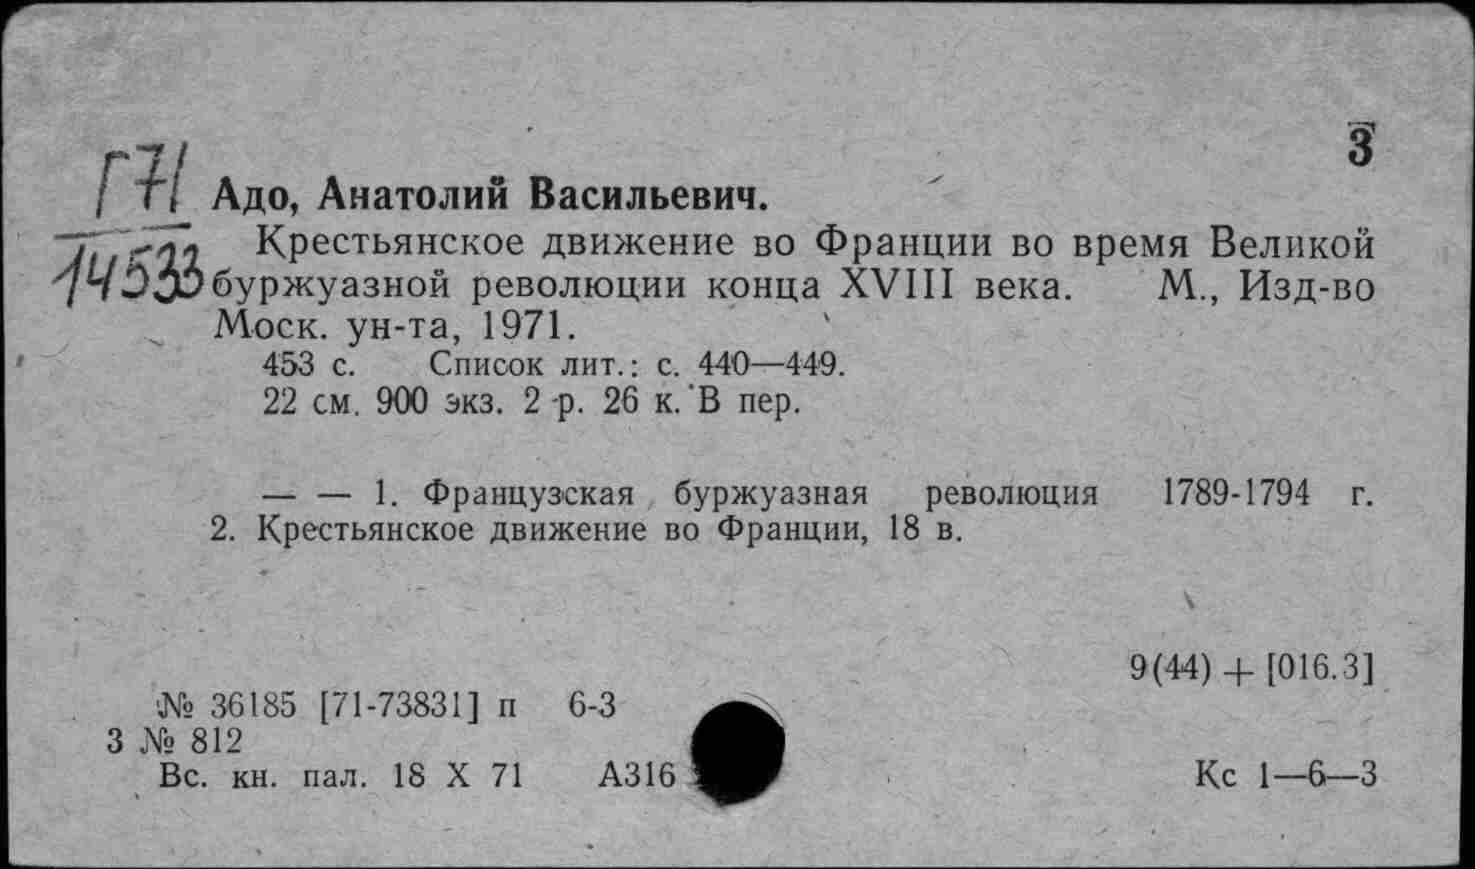 3
Г71
14533
Адо, Анатолий Васильевич.
Крестьянское движение во Франции во время Великой
буржуазной революции конца XVIII века. М., Изд-во
Моск. ун-та, 1971.
453 с. Список лит.: с. 440—449.
22 см. 900 экз. 2 р. 26 к. В пер.
— — 1. Французская буржуазная революция 1789-1794 г.
2. Крестьянское движение во Франции, 18 в.
9(44) + [016.3]
№ 36185 [71-73831] п 6-3
3 № 812
Вс. кн. пал. 18 X 71 А316
Кс 1—6—3